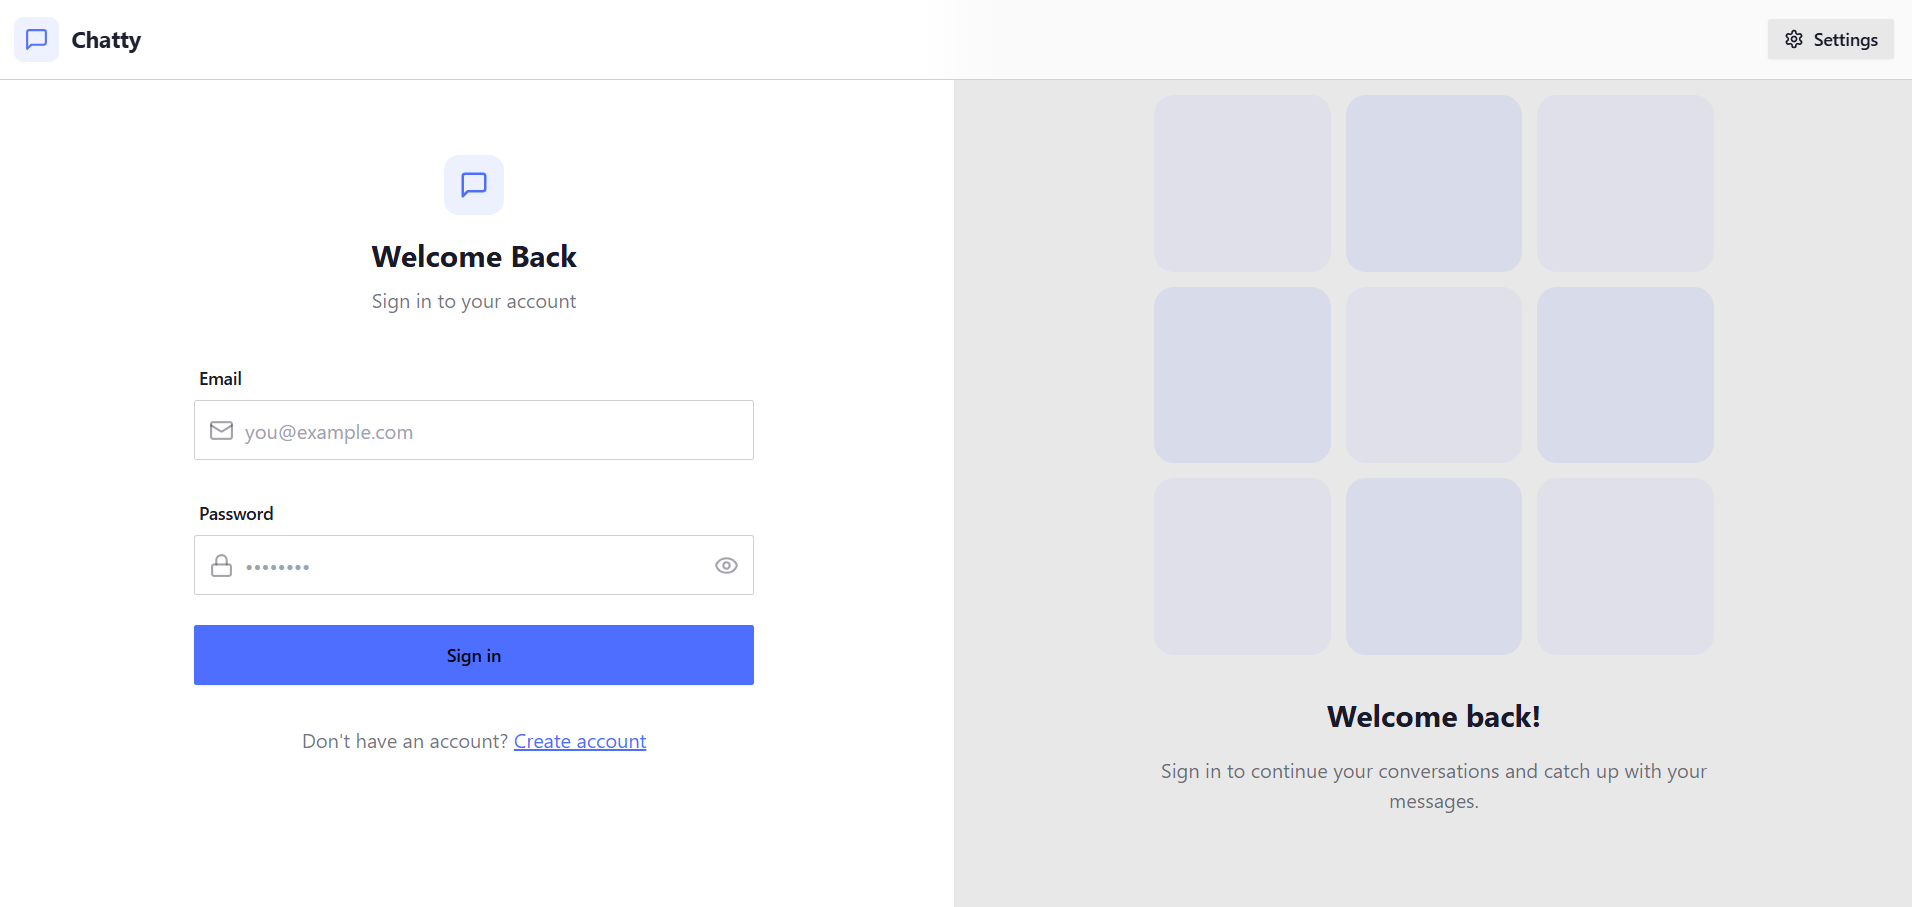 Chatty
Settings
Welcome Back
Sign in to your account
Email
you@example.com
Password
••••••••
Sign in
Don't have an account? Create account
Welcome back!
Sign in to continue your conversations and catch up with your
messages.